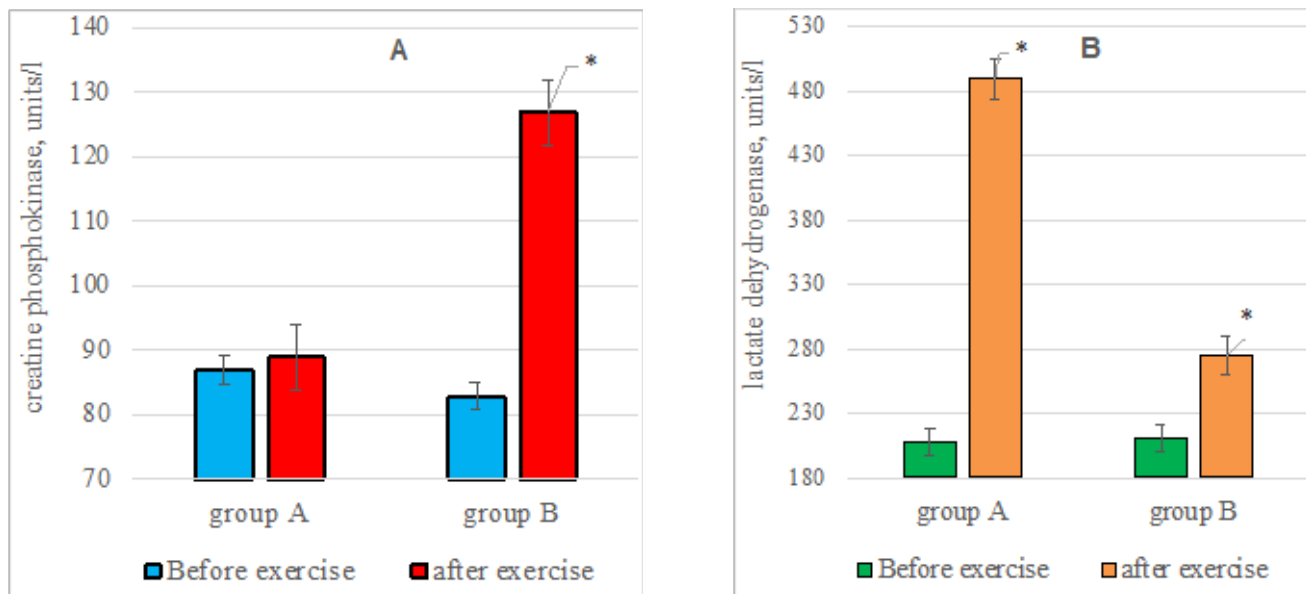 A
creatine phosphokinase, units/l
140
130
120
110
100
90
80
70
*
group A group B
Before exercise after exercise
B
lactate dehydrogenase, units/l
530
480
430
380
330
280
230
180
*
*
group A group B
Before exercise after exercise